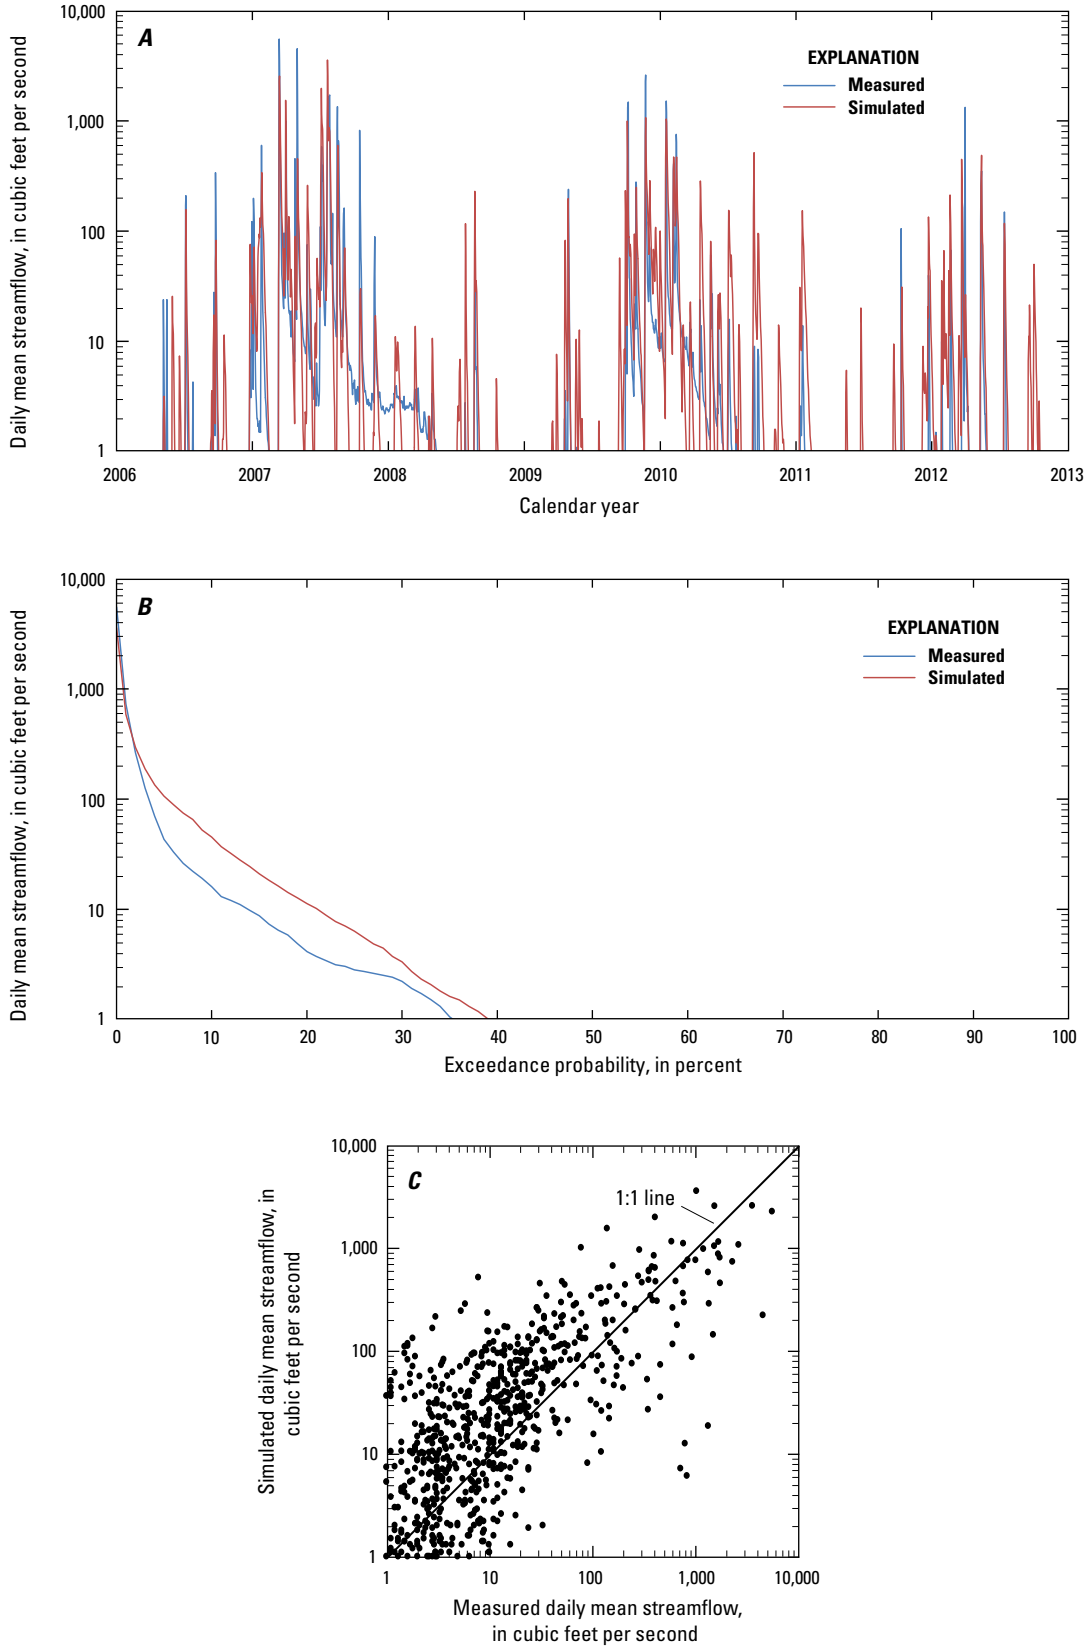 10,000
A
EXPLANATION
Measured
Simulated
1,000
100
10
1
Daily mean streamflow, in cubic feet per second
2006 2007 2008 2009 2010 2011 2012 2013
Calendar year
10,000
B
EXPLANATION
Measured
Simulated
1,000
100
10
1
Daily mean streamflow, in cubic feet per second
0 10 20 30 40 50 60 70 80 90 100
Exceedance probability, in percent
10,000
C
1:1 line
1,000
100
10
1
Simulated daily mean streamflow, in
cubic feet per second
1 10 100 1,000 10,000
Measured daily mean streamflow,
in cubic feet per second